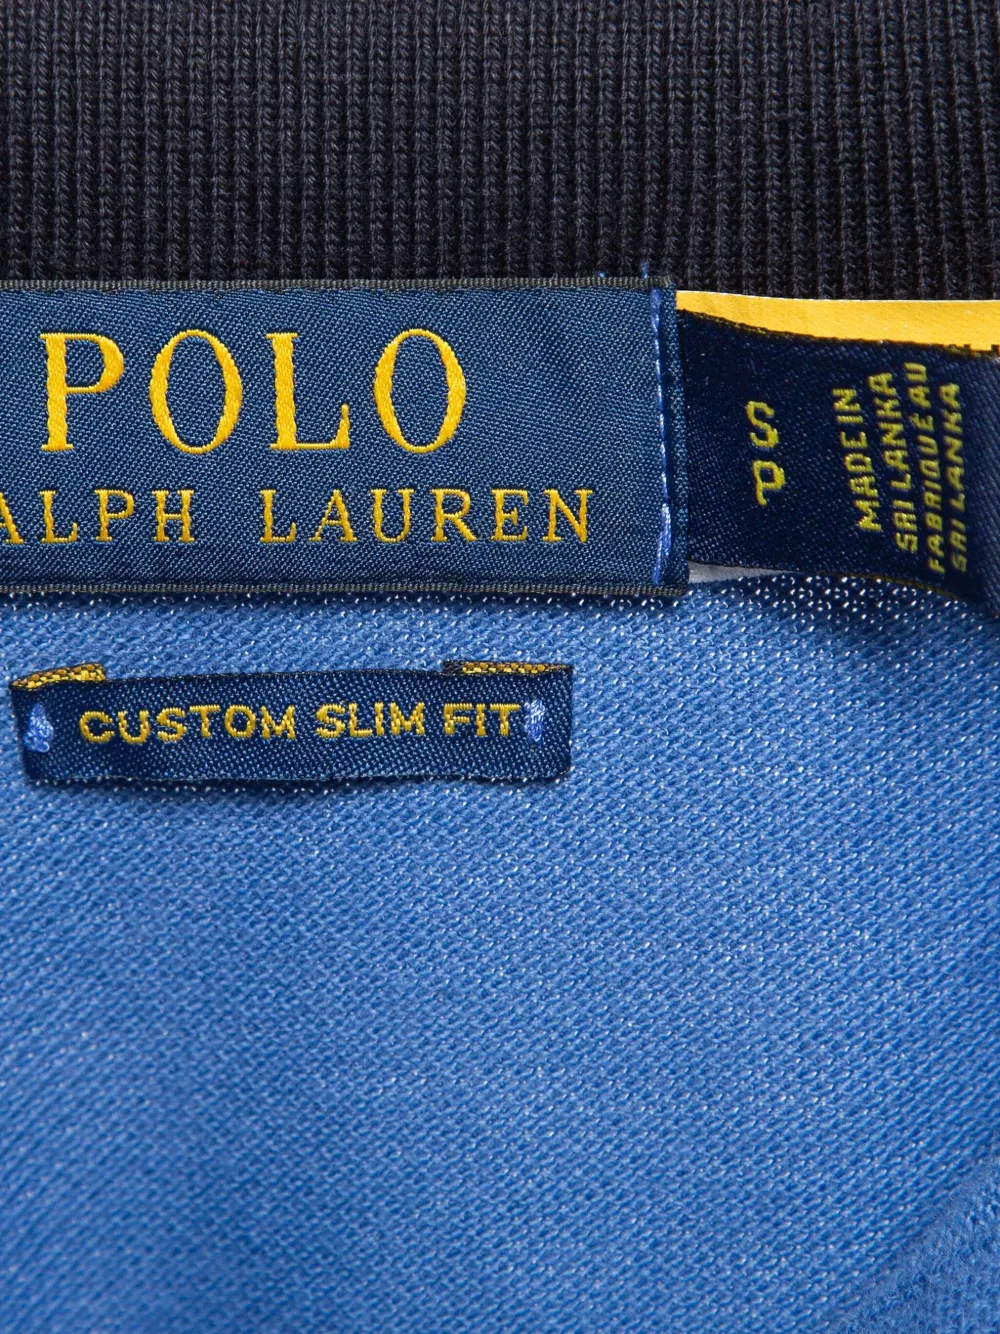 POLO
ALPH LAUREN
S
P
MADE IN
SRI LANKA
FABRIQUÉ AU
SRI LANKA
CUSTOM SLIM FIT